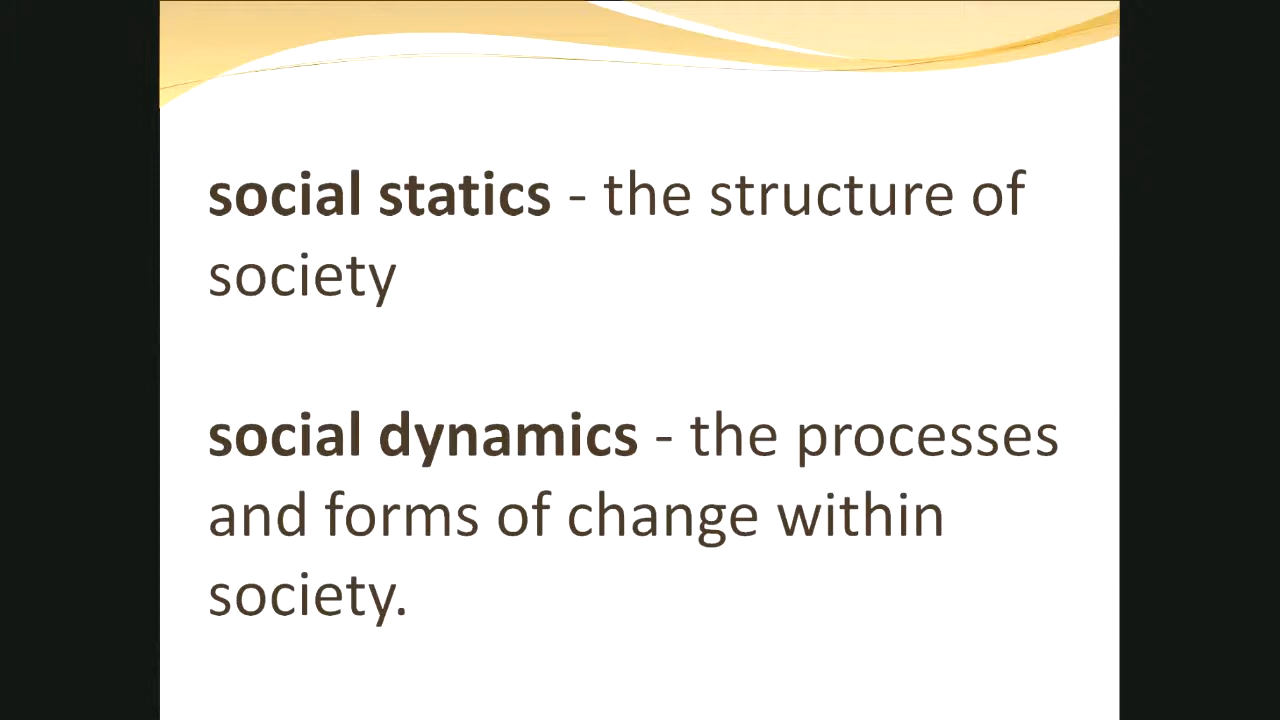 social statics - the structure of
society
social dynamics - the processes
and forms of change within
society.